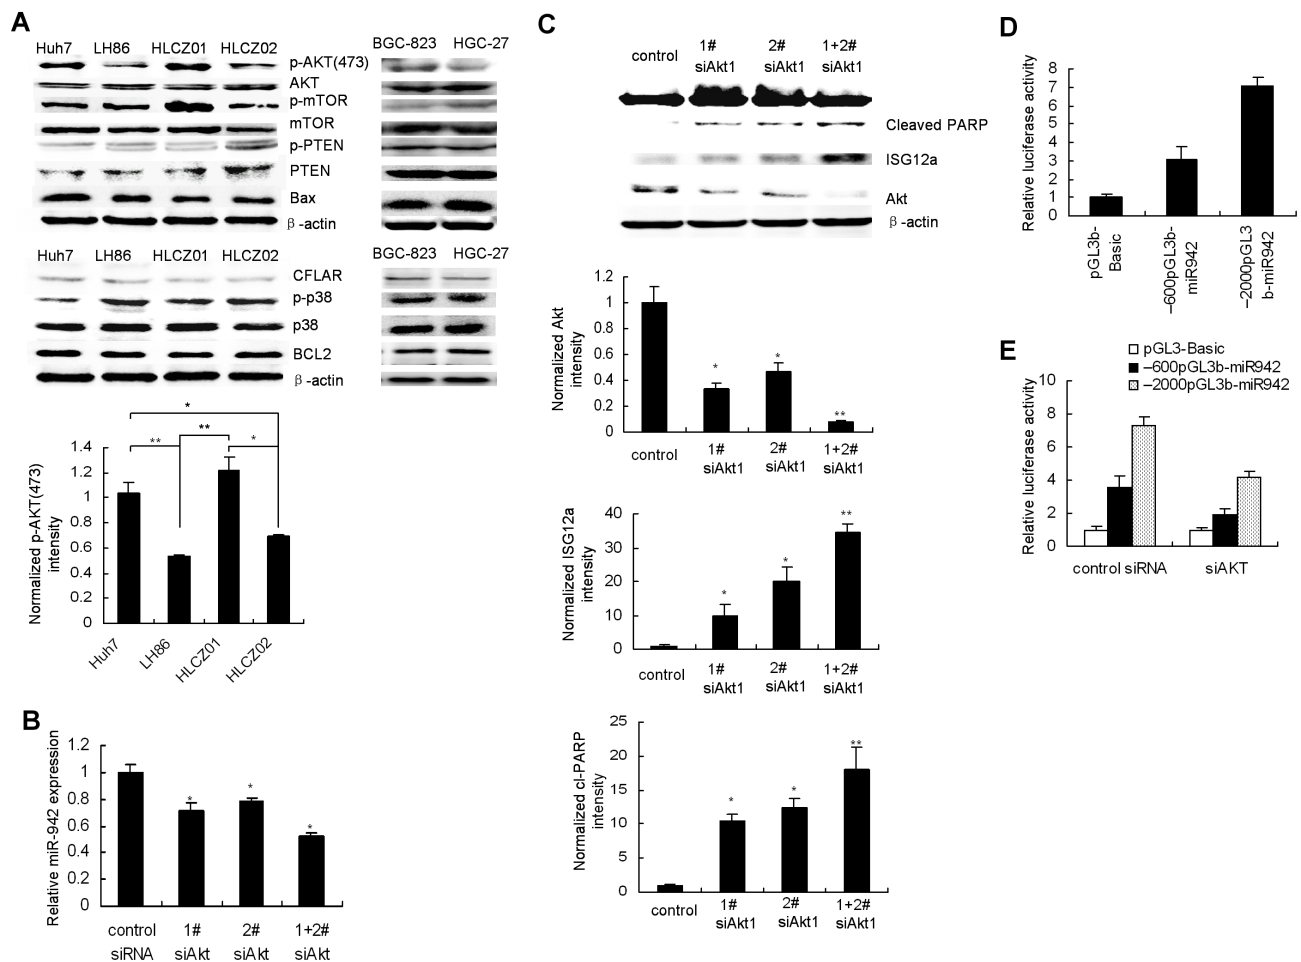 A
Huh7 LH86 HLCZ01 HLCZ02
BGC-823 HGC-27
p-AKT(473)
AKT
p-mTOR
mTOR
p-PTEN
PTEN
Bax
β-actin
Huh7 LH86 HLCZ01 HLCZ02
BGC-823 HGC-27
CFLAR
p-p38
p38
BCL2
β-actin
Normalized p-AKT(473)
intensity
1.4
1.2
1
0.8
0.6
0.4
0.2
0
* ** ** *
Huh7 LH86 HLCZ01 HLCZ02
B
Relative miR-942 expression
1.2
1
0.8
0.6
0.4
0.2
0
* * *
control 1# 2# 1+2#
siRNA siAkt siAkt siAkt
C
control 1# 2# 1+2#
siAkt1 siAkt1 siAkt1
Cleaved PARP
ISG12a
Akt
β-actin
Normalized Akt
intensity
1.2
1
0.8
0.6
0.4
0.2
0
* * **
control 1# 2# 1+2#
siAkt1 siAkt1 siAkt1
Normalized ISG12a
intensity
40
30
20
10
0
* * **
control 1# 2# 1+2#
siAkt1 siAkt1 siAkt1
Normalized cl-PARP
intensity
25
20
15
10
5
0
* * **
control 1# 2# 1+2#
siAkt1 siAkt1 siAkt1
D
Relative luciferase activity
8
7
6
5
4
3
2
1
0
pGL3b-
Basic
–600pGL3b-
miR942
–2000pGL3
b-miR942
E
pGL3-Basic
–600pGL3b-miR942
–2000pGL3b-miR942
Relative luciferase activity
10
8
6
4
2
0
control siRNA siAKT